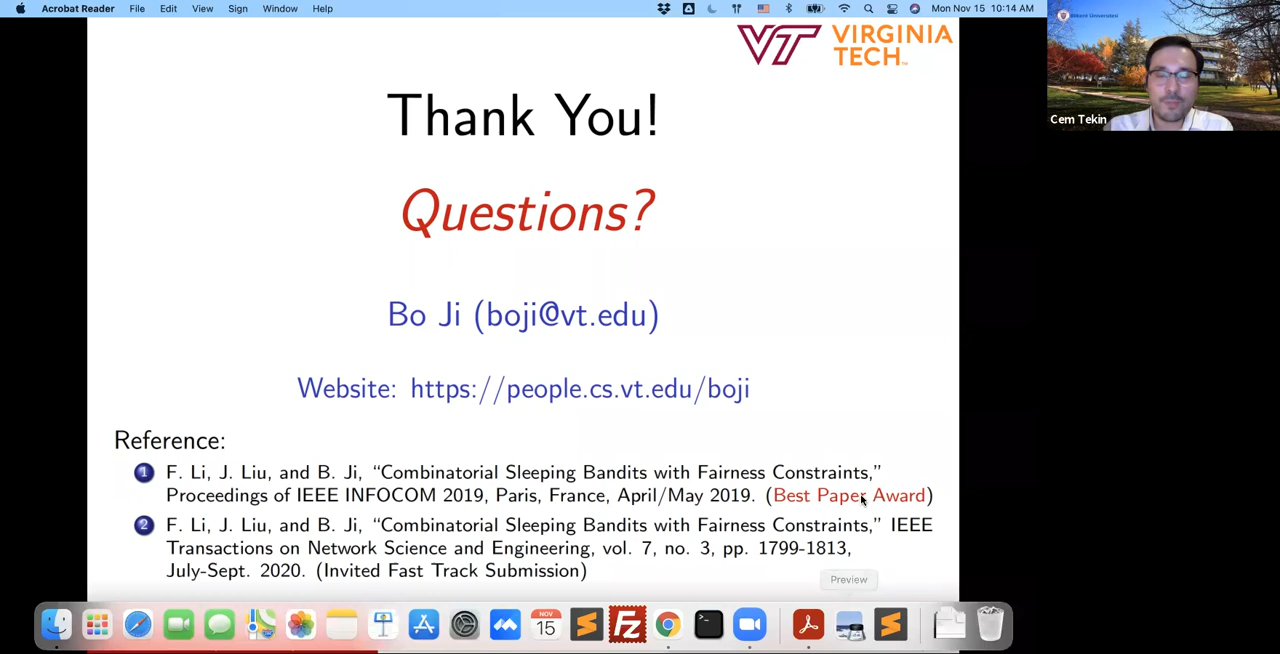 Acrobat Reader File Edit View Sign Window Help Mon Nov 15 10:14 AM
VT VIRGINIA
TECH
Cem Tekin
Thank You!
Questions?
Bo Ji (boji@vt.edu)
Website: https://people.cs.vt.edu/boji
Reference:
1 F. Li, J. Liu, and B. Ji, “Combinatorial Sleeping Bandits with Fairness Constraints,”
Proceedings of IEEE INFOCOM 2019, Paris, France, April/May 2019. (Best Paper Award)
2 F. Li, J. Liu, and B. Ji, “Combinatorial Sleeping Bandits with Fairness Constraints,” IEEE
Transactions on Network Science and Engineering, vol. 7, no. 3, pp. 1799-1813,
July-Sept. 2020. (Invited Fast Track Submission)
Preview
NOV
15
Fz